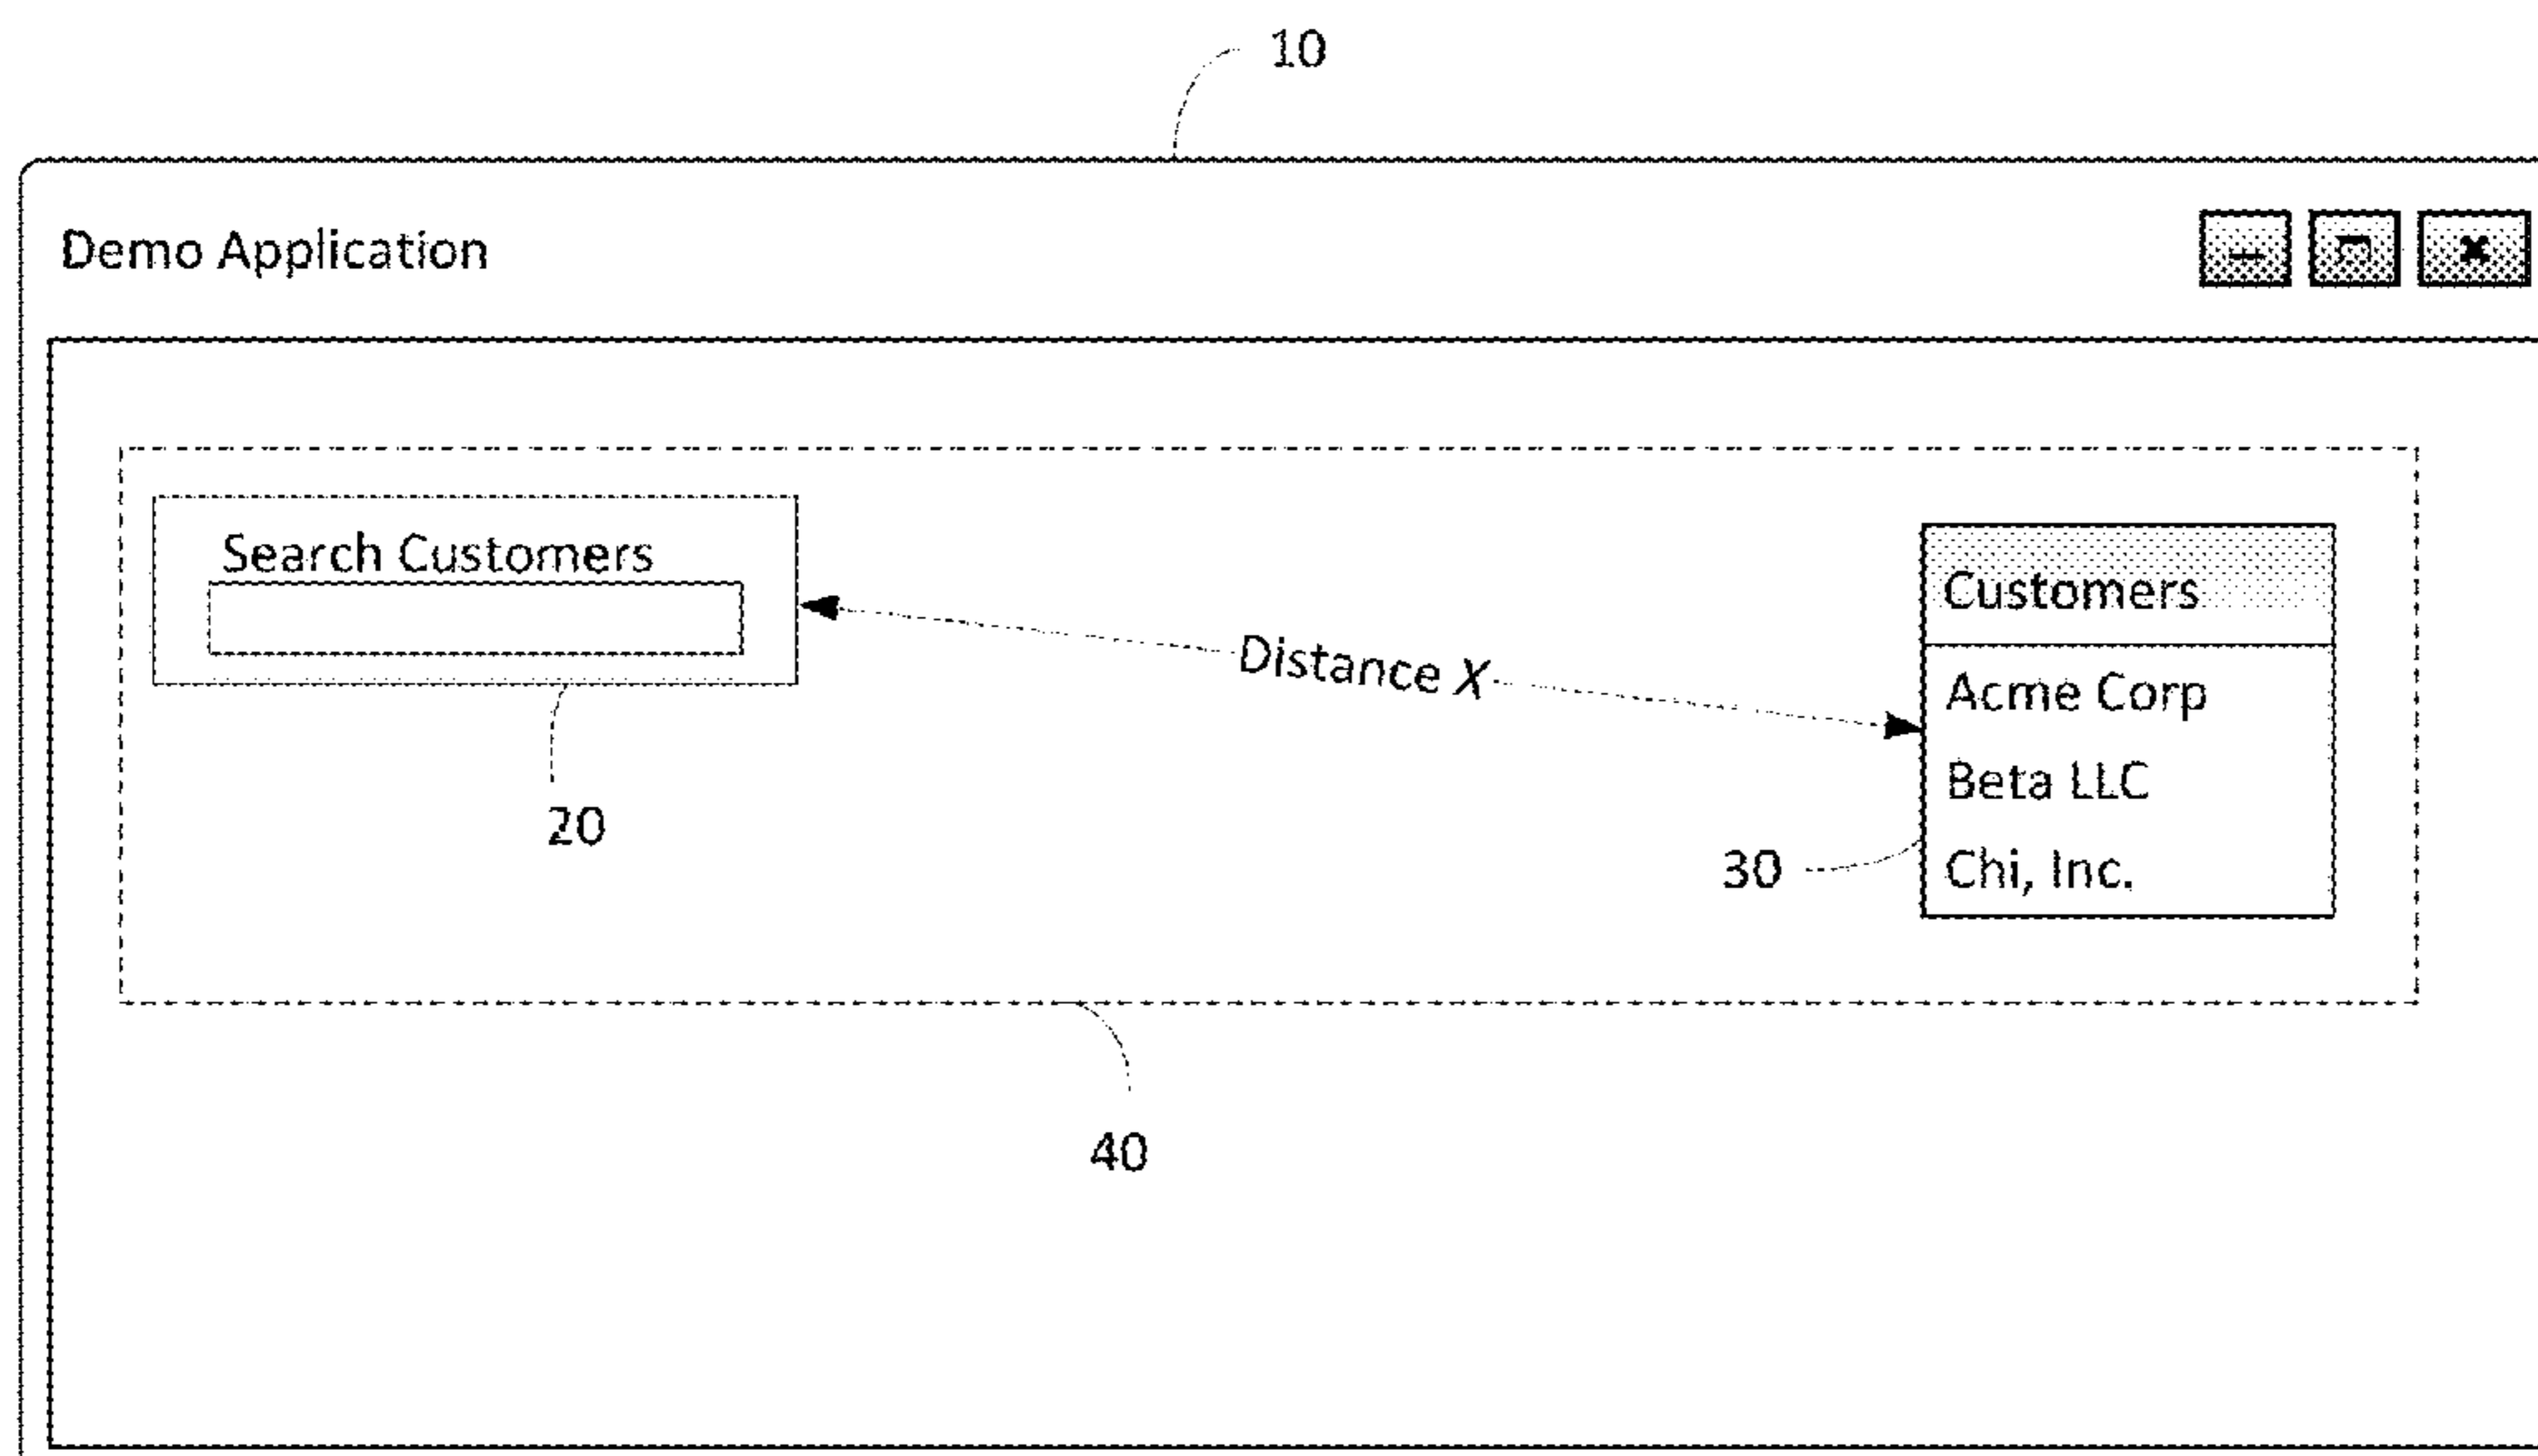 10
Demo Application
Search Customers
Distance X
Customers
Acme Corp
Beta LLC
Chi, Inc.
20
30
40